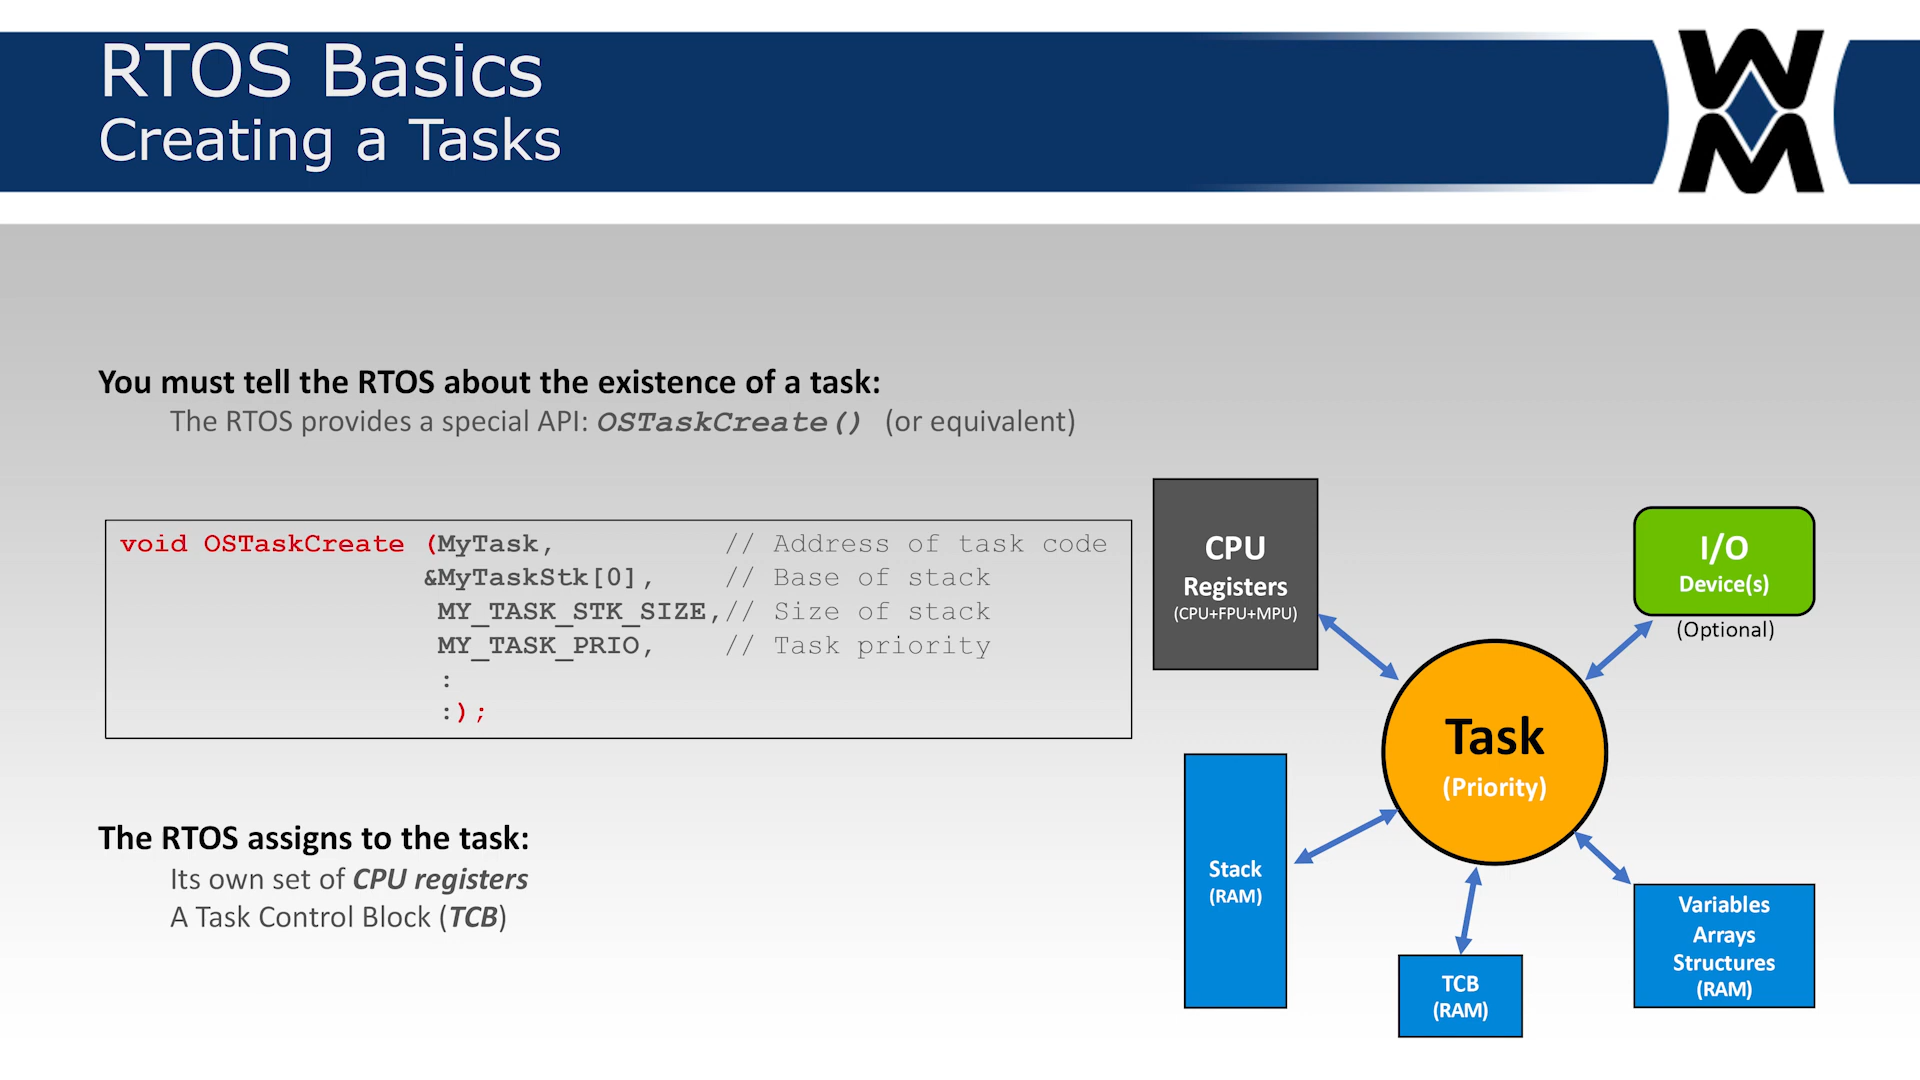 RTOS Basics
Creating a Tasks
WM
You must tell the RTOS about the existence of a task:
The RTOS provides a special API: OSTaskCreate() (or equivalent)
void OSTaskCreate (MyTask, // Address of task code
&MyTaskStk[0], // Base of stack
MY_TASK_STK_SIZE,// Size of stack
MY_TASK_PRIO, // Task priority
:
:);
The RTOS assigns to the task:
Its own set of CPU registers
A Task Control Block (TCB)
CPU
Registers
(CPU+FPU+MPU)
I/O
Device(s)
(Optional)
Task
(Priority)
Stack
(RAM)
TCB
(RAM)
Variables
Arrays
Structures
(RAM)